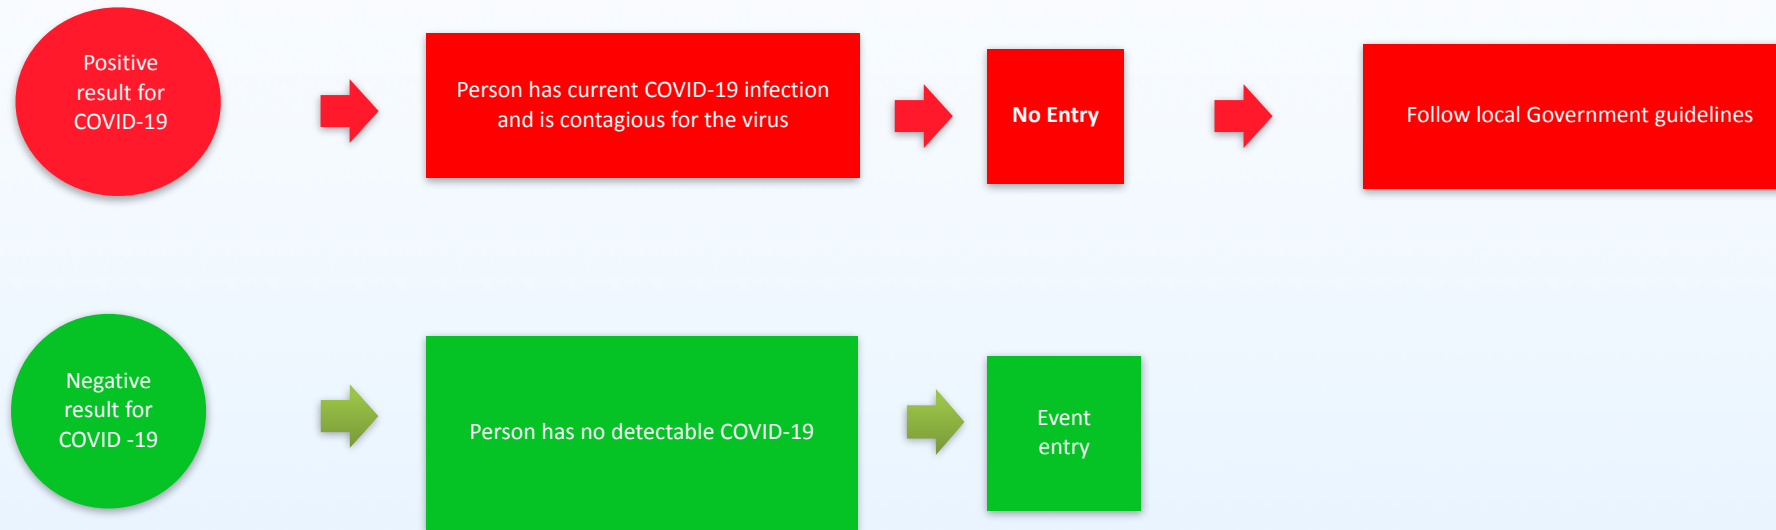 Positive
result for
COVID-19
Person has current COVID-19 infection
and is contagious for the virus
No Entry
Follow local Government guidelines
Negative
result for
COVID -19
Person has no detectable COVID-19
Event
entry